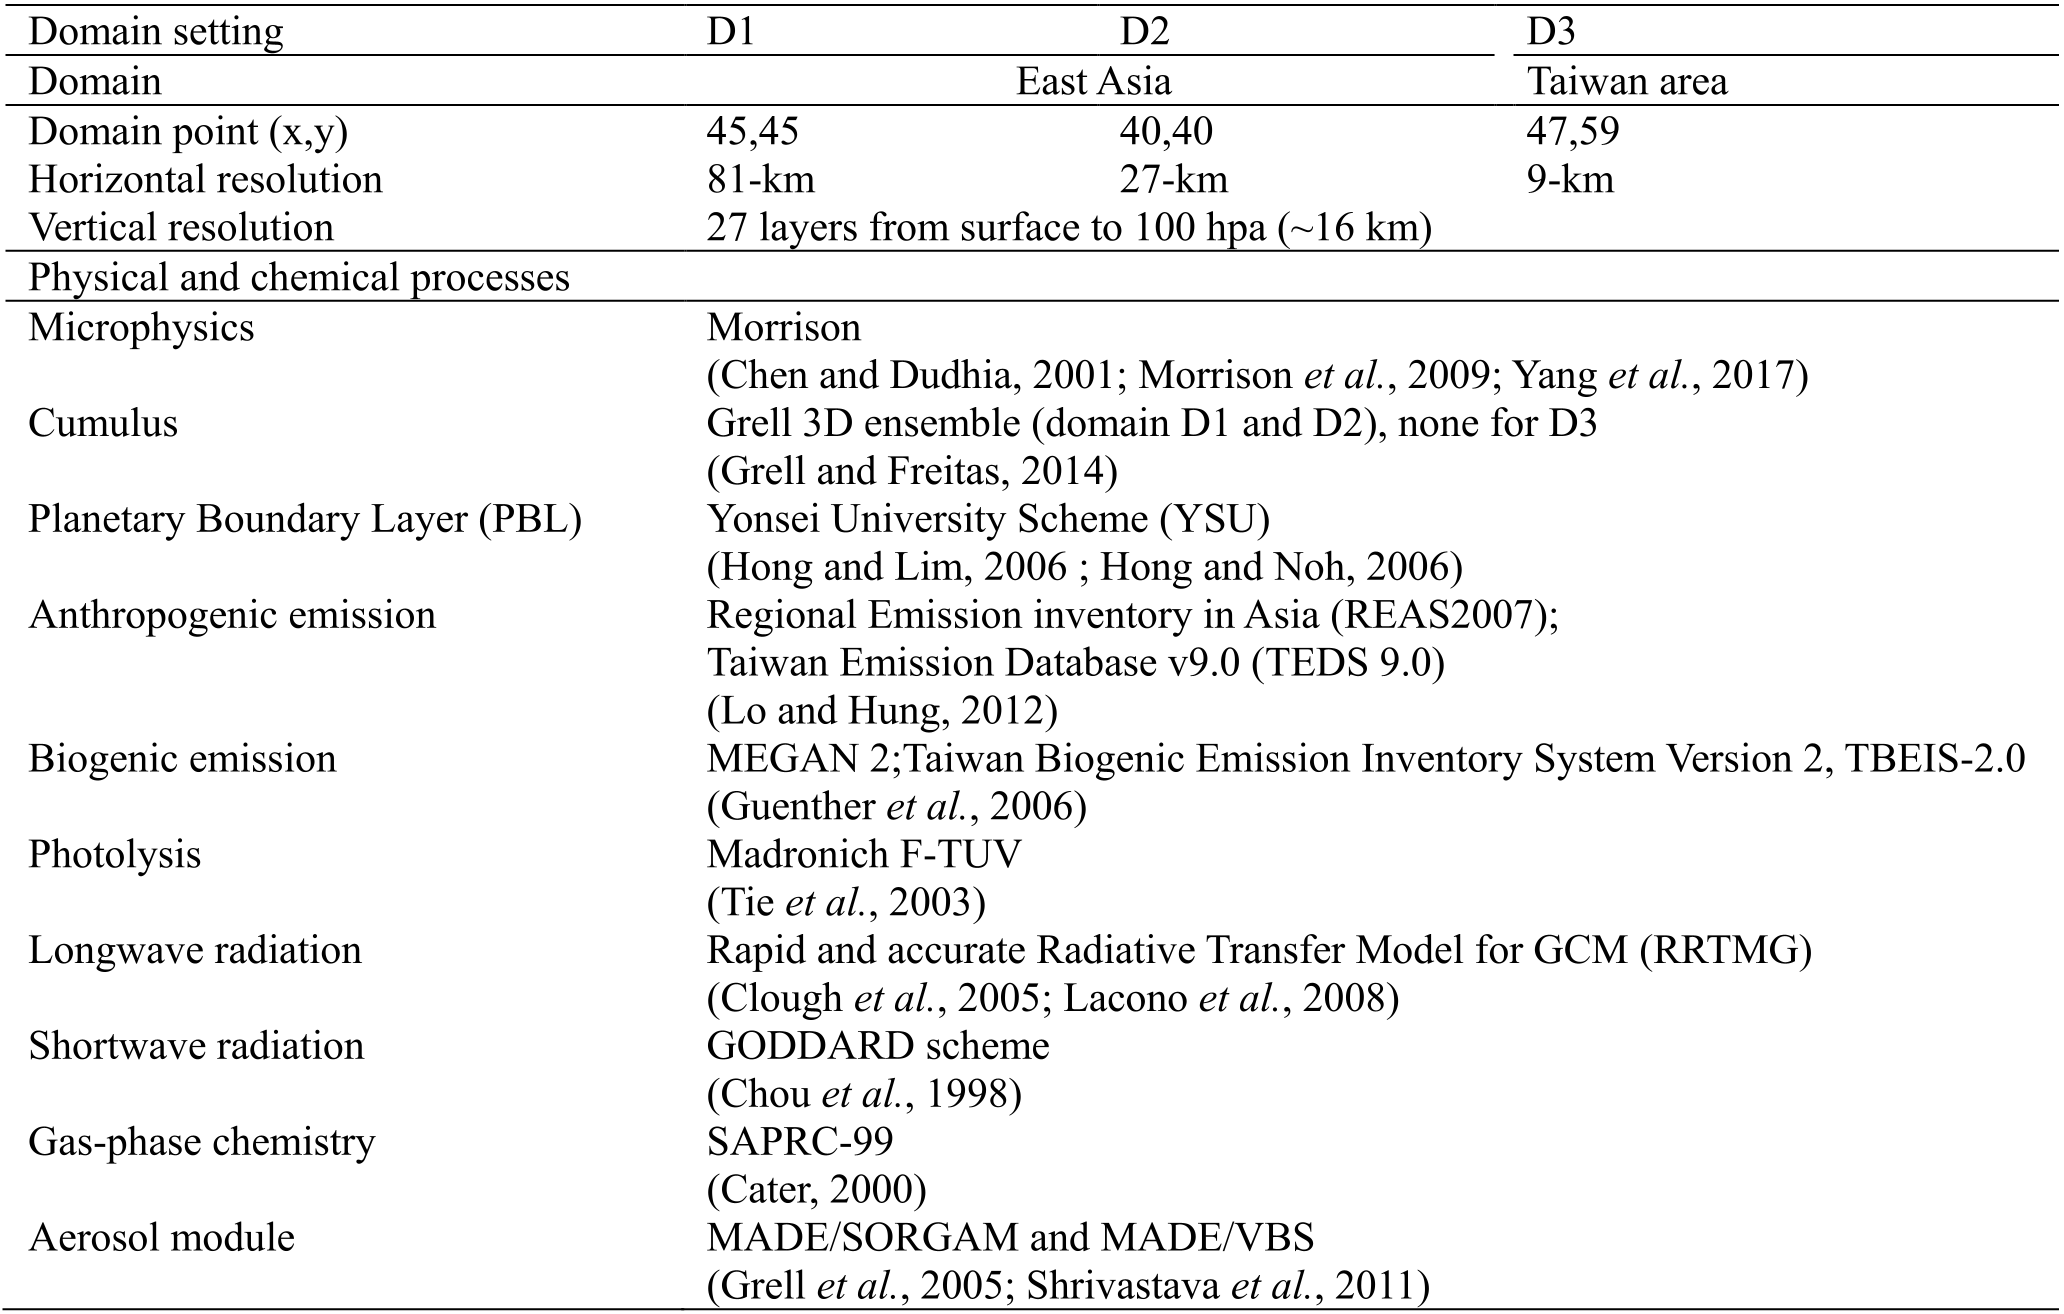 Domain setting D1 D2 D3
Domain East Asia Taiwan area
Domain point (x,y) 45,45 40,40 47,59
Horizontal resolution 81-km 27-km 9-km
Vertical resolution 27 layers from surface to 100 hpa (~16 km)
Physical and chemical processes
Microphysics Morrison
(Chen and Dudhia, 2001; Morrison et al., 2009; Yang et al., 2017)
Cumulus Grell 3D ensemble (domain D1 and D2), none for D3
(Grell and Freitas, 2014)
Planetary Boundary Layer (PBL) Yonsei University Scheme (YSU)
(Hong and Lim, 2006 ; Hong and Noh, 2006)
Anthropogenic emission Regional Emission inventory in Asia (REAS2007);
Taiwan Emission Database v9.0 (TEDS 9.0)
(Lo and Hung, 2012)
Biogenic emission MEGAN 2;Taiwan Biogenic Emission Inventory System Version 2, TBEIS-2.0
(Guenther et al., 2006)
Photolysis Madronich F-TUV
(Tie et al., 2003)
Longwave radiation Rapid and accurate Radiative Transfer Model for GCM (RRTMG)
(Clough et al., 2005; Lacono et al., 2008)
Shortwave radiation GODDARD scheme
(Chou et al., 1998)
Gas-phase chemistry SAPRC-99
(Cater, 2000)
Aerosol module MADE/SORGAM and MADE/VBS
(Grell et al., 2005; Shrivastava et al., 2011)